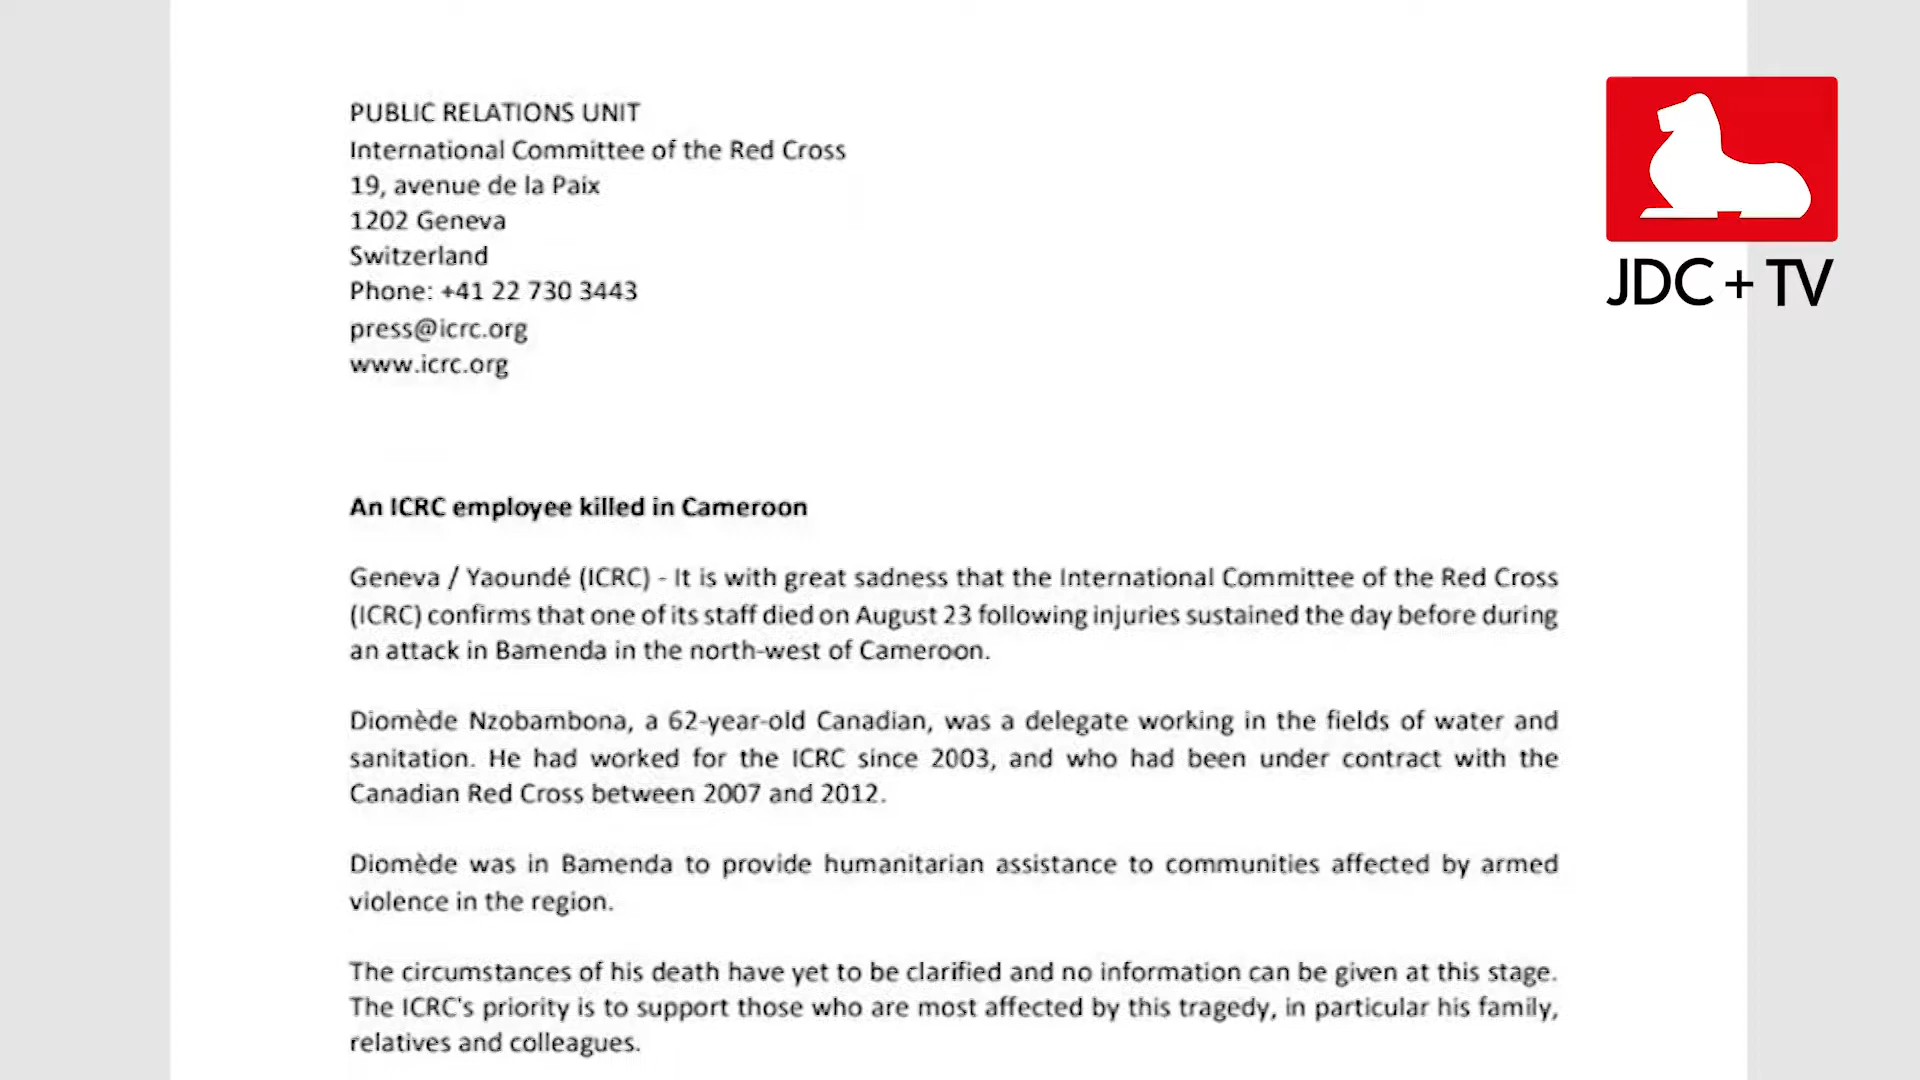 PUBLIC RELATIONS UNIT
International Committee of the Red Cross
19, avenue de la Paix
1202 Geneva
Switzerland
Phone: +41 22 730 3443
press@icrc.org
www.icrc.org
JDC + TV
An ICRC employee killed in Cameroon
Geneva / Yaoundé (ICRC) - It is with great sadness that the International Committee of the Red Cross
(ICRC) confirms that one of its staff died on August 23 following injuries sustained the day before during
an attack in Bamenda in the north-west of Cameroon.
Diomède Nzobambona, a 62-year-old Canadian, was a delegate working in the fields of water and
sanitation. He had worked for the ICRC since 2003, and who had been under contract with the
Canadian Red Cross between 2007 and 2012.
Diomède was in Bamenda to provide humanitarian assistance to communities affected by armed
violence in the region.
The circumstances of his death have yet to be clarified and no information can be given at this stage.
The ICRC's priority is to support those who are most affected by this tragedy, in particular his family,
relatives and colleagues.